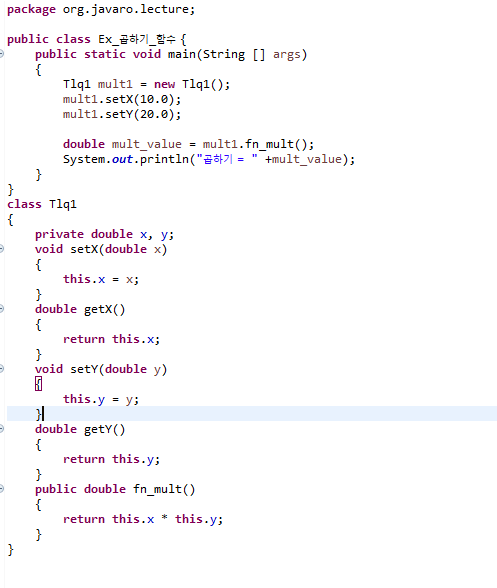 package org.javaro.lecture;
public class Ex_곱하기_함수 {
public static void main(String [] args)
{
Tlq1 mult1 = new Tlq1();
mult1.setX(10.0);
mult1.setY(20.0);
double mult_value = mult1.fn_mult();
System.out.println("곱하기 = " +mult_value);
}
}
class Tlq1
{
private double x, y;
void setX(double x)
{
this.x = x;
}
double getX()
{
return this.x;
}
void setY(double y)
{
this.y = y;
}
double getY()
{
return this.y;
}
public double fn_mult()
{
return this.x * this.y;
}
}